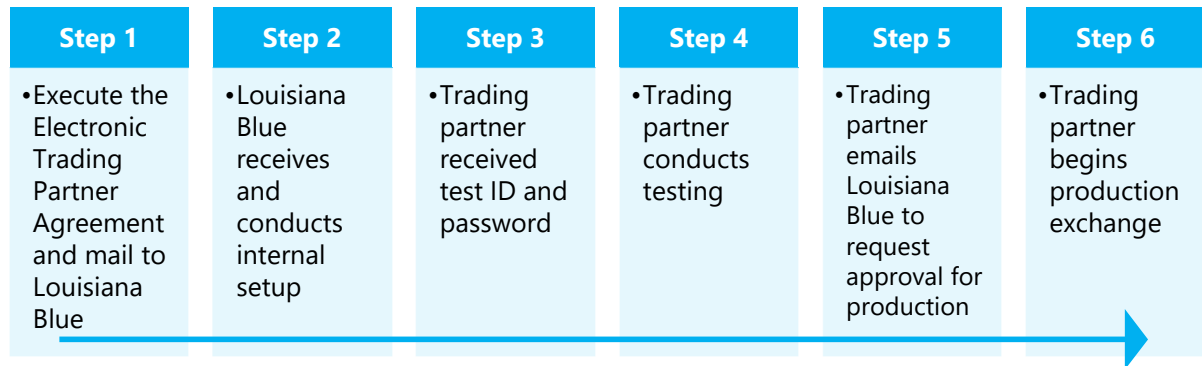 Step 1
•Execute the
Electronic
Trading
Partner
Agreement
and mail to
Louisiana
Blue
Step 2
•Louisiana
Blue
receives
and
conducts
internal
setup
Step 3
•Trading
partner
received
test ID and
password
Step 4
•Trading
partner
conducts
testing
Step 5
•Trading
partner
emails
Louisiana
Blue to
request
approval for
production
Step 6
•Trading
partner
begins
production
exchange